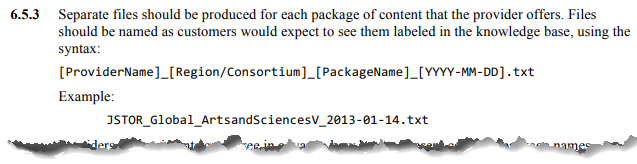 6.5.3 Separate files should be produced for each package of content that the provider offers. Files
should be named as customers would expect to see them labeled in the knowledge base, using the
syntax:
[ProviderName]_[Region/Consortium]_[PackageName]_[YYYY-MM-DD].txt
Example:
JSTOR_Global_ArtsandSciencesV_2013-01-14.txt
names